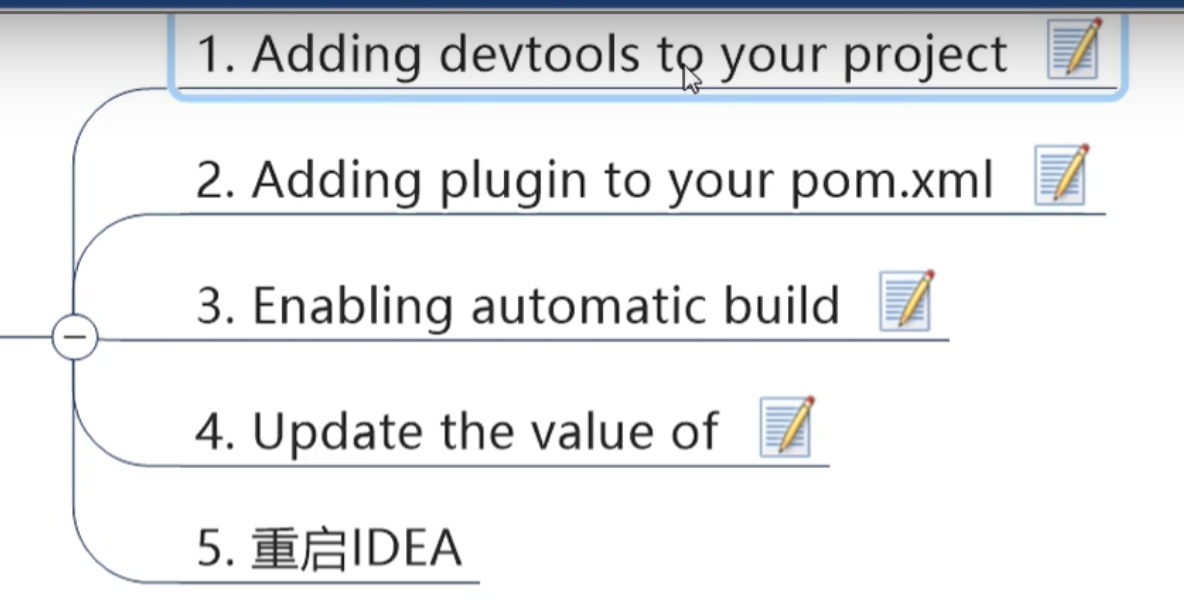 1. Adding devtools to your project
2. Adding plugin to your pom.xml
3. Enabling automatic build
4. Update the value of
5. 重启IDEA